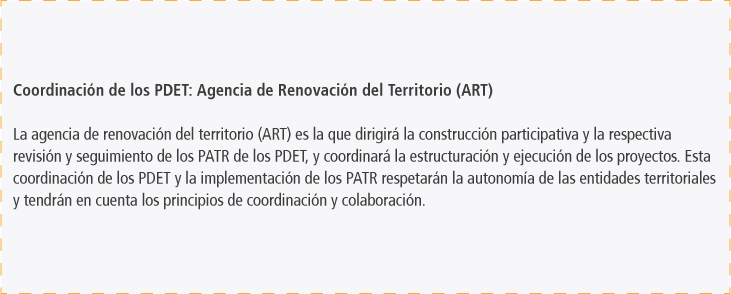 Coordinación de los PDET: Agencia de Renovación del Territorio (ART)
La agencia de renovación del territorio (ART) es la que dirigirá la construcción participativa y la respectiva
revisión y seguimiento de los PATR de los PDET, y coordinará la estructuración y ejecución de los proyectos. Esta
coordinación de los PDET y la implementación de los PATR respetarán la autonomía de las entidades territoriales
y tendrán en cuenta los principios de coordinación y colaboración.